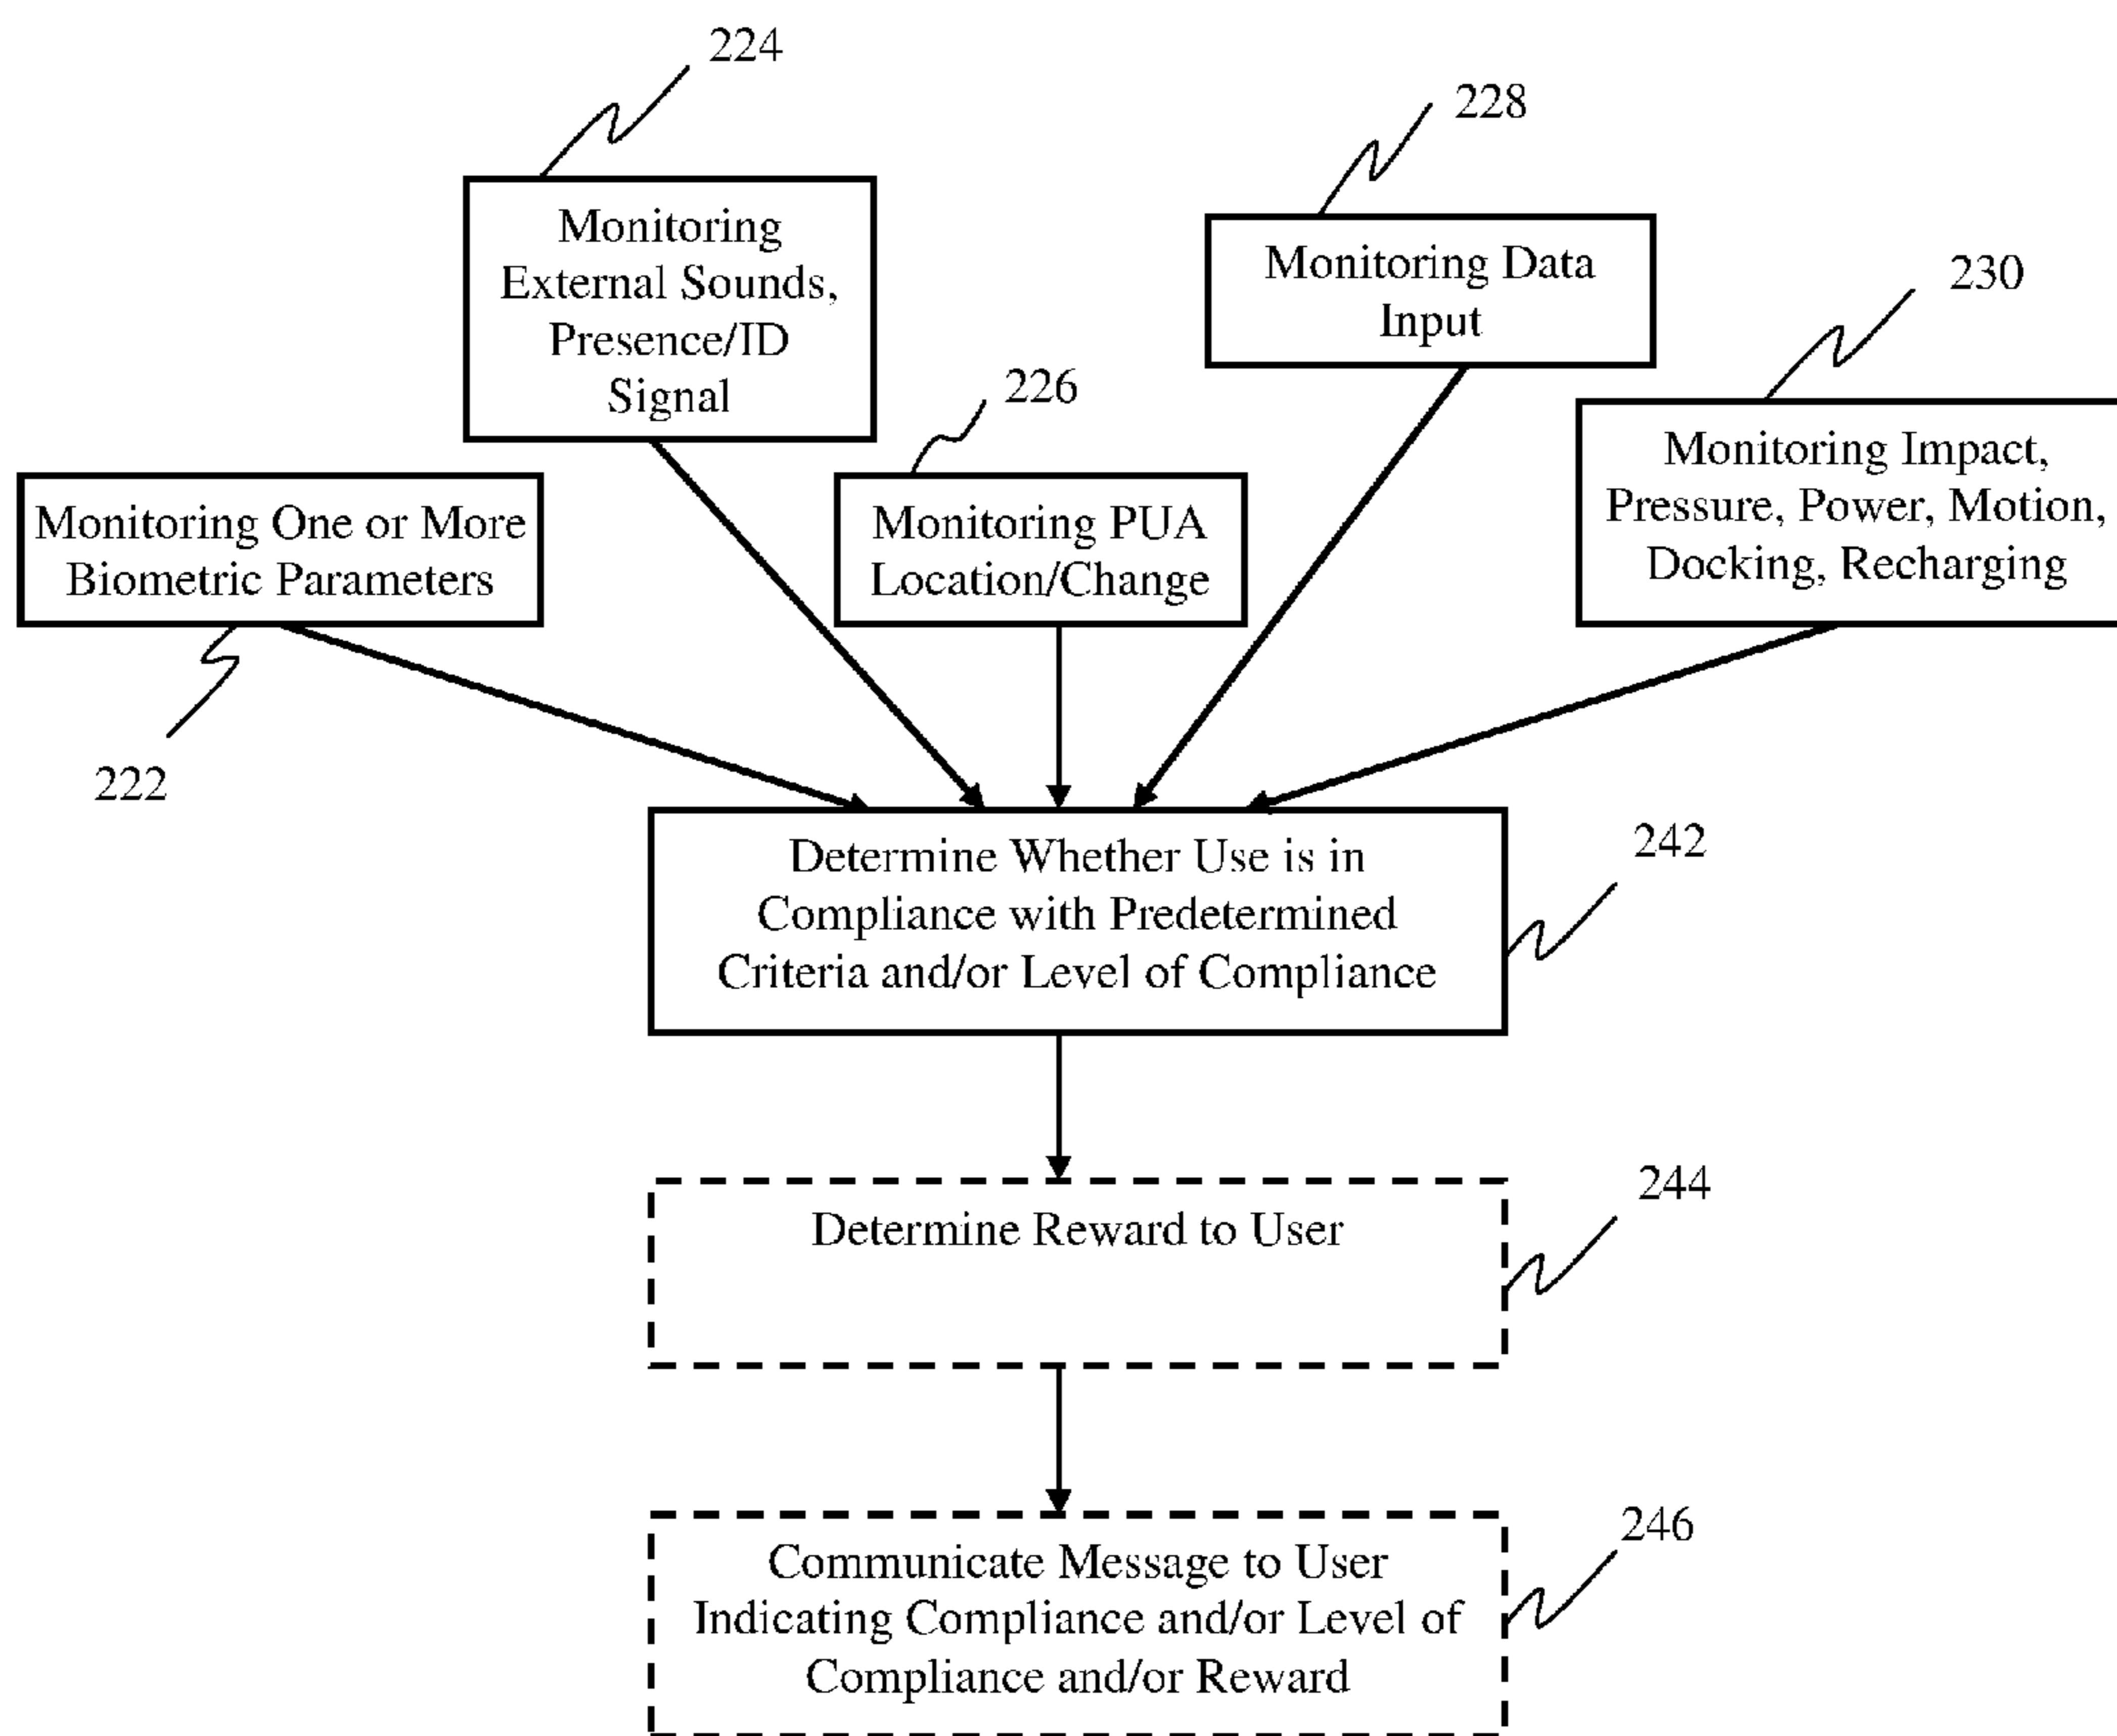 224
228
Monitoring
External Sounds,
Presence/ID
Signal
Monitoring Data
Input
230
226
Monitoring One or More
Biometric Parameters
Monitoring PUA
Location/Change
Monitoring Impact,
Pressure, Power, Motion,
Docking, Recharging
222
Determine Whether Use is in
Compliance with Predetermined
Criteria and/or Level of Compliance
242
Determine Reward to User
244
Communicate Message to User
Indicating Compliance and/or Level of
Compliance and/or Reward
246